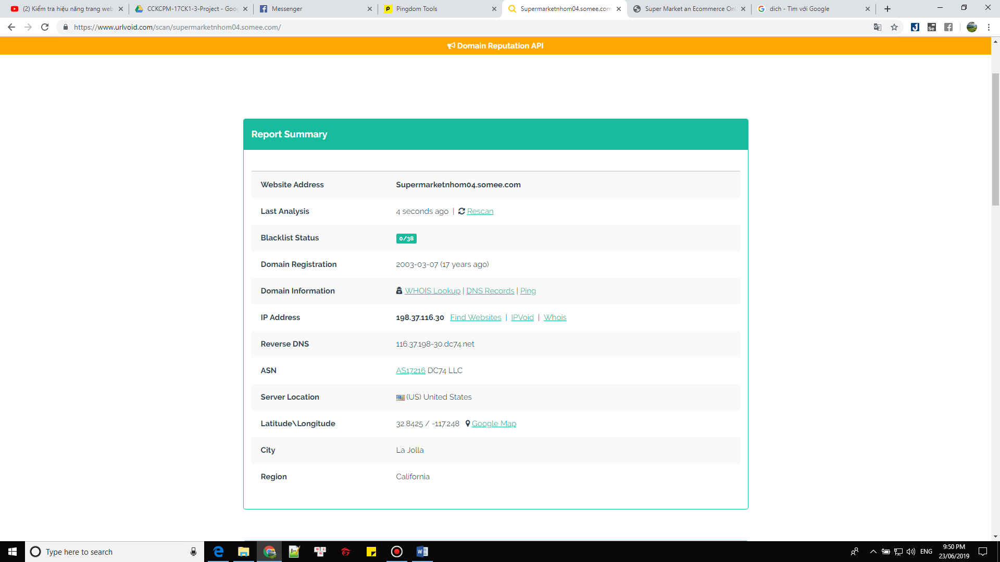 (2) Kiểm tra hiệu năng trang web
CCKCPM-17CK1-3-Project - Goo
Messenger
Pingdom Tools
Supermarketnhom04.somee.com
Super Market an Ecommerce Onl
dich - Tìm với Google
https://www.urlvoid.com/scan/supermarketnhom04.somee.com/
Domain Reputation API
Report Summary
Website Address Supermarketnhom04.somee.com
Last Analysis 4 seconds ago | Rescan
Blacklist Status 0/38
Domain Registration 2003-03-07 (17 years ago)
Domain Information WHOIS Lookup | DNS Records | Ping
IP Address 198.37.116.30 Find Websites | IPVoid | Whois
Reverse DNS 116.37.198-30.dc74.net
ASN AS17216 DC74 LLC
Server Location (US) United States
Latitude\Longitude 32.8425 / -117.248 Google Map
City La Jolla
Region California
Type here to search
ENG
9:50 PM
23/06/2019